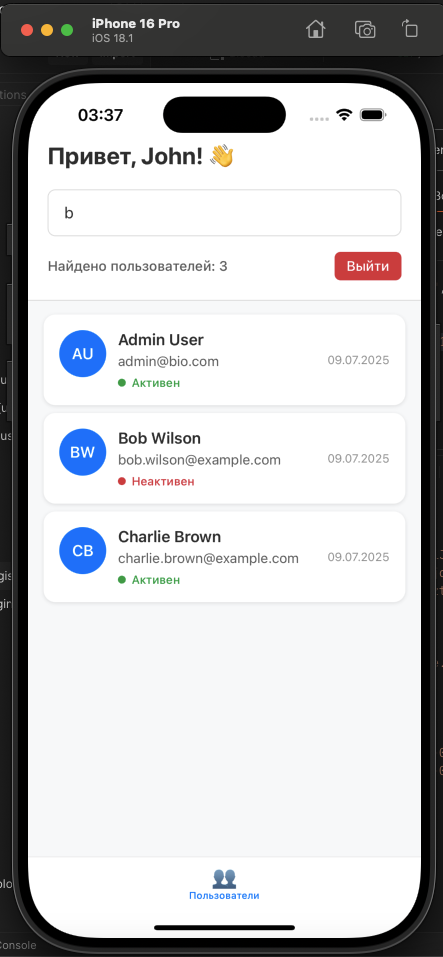 iPhone 16 Pro
iOS 18.1
tions
03:37
Привет, John! 👋
b
Найдено пользователей: 3
Выйти
AU
Admin User
admin@bio.com
09.07.2025
Активен
BW
Bob Wilson
bob.wilson@example.com
09.07.2025
Неактивен
CB
Charlie Brown
charlie.brown@example.com
09.07.2025
Активен
Пользователи
Console